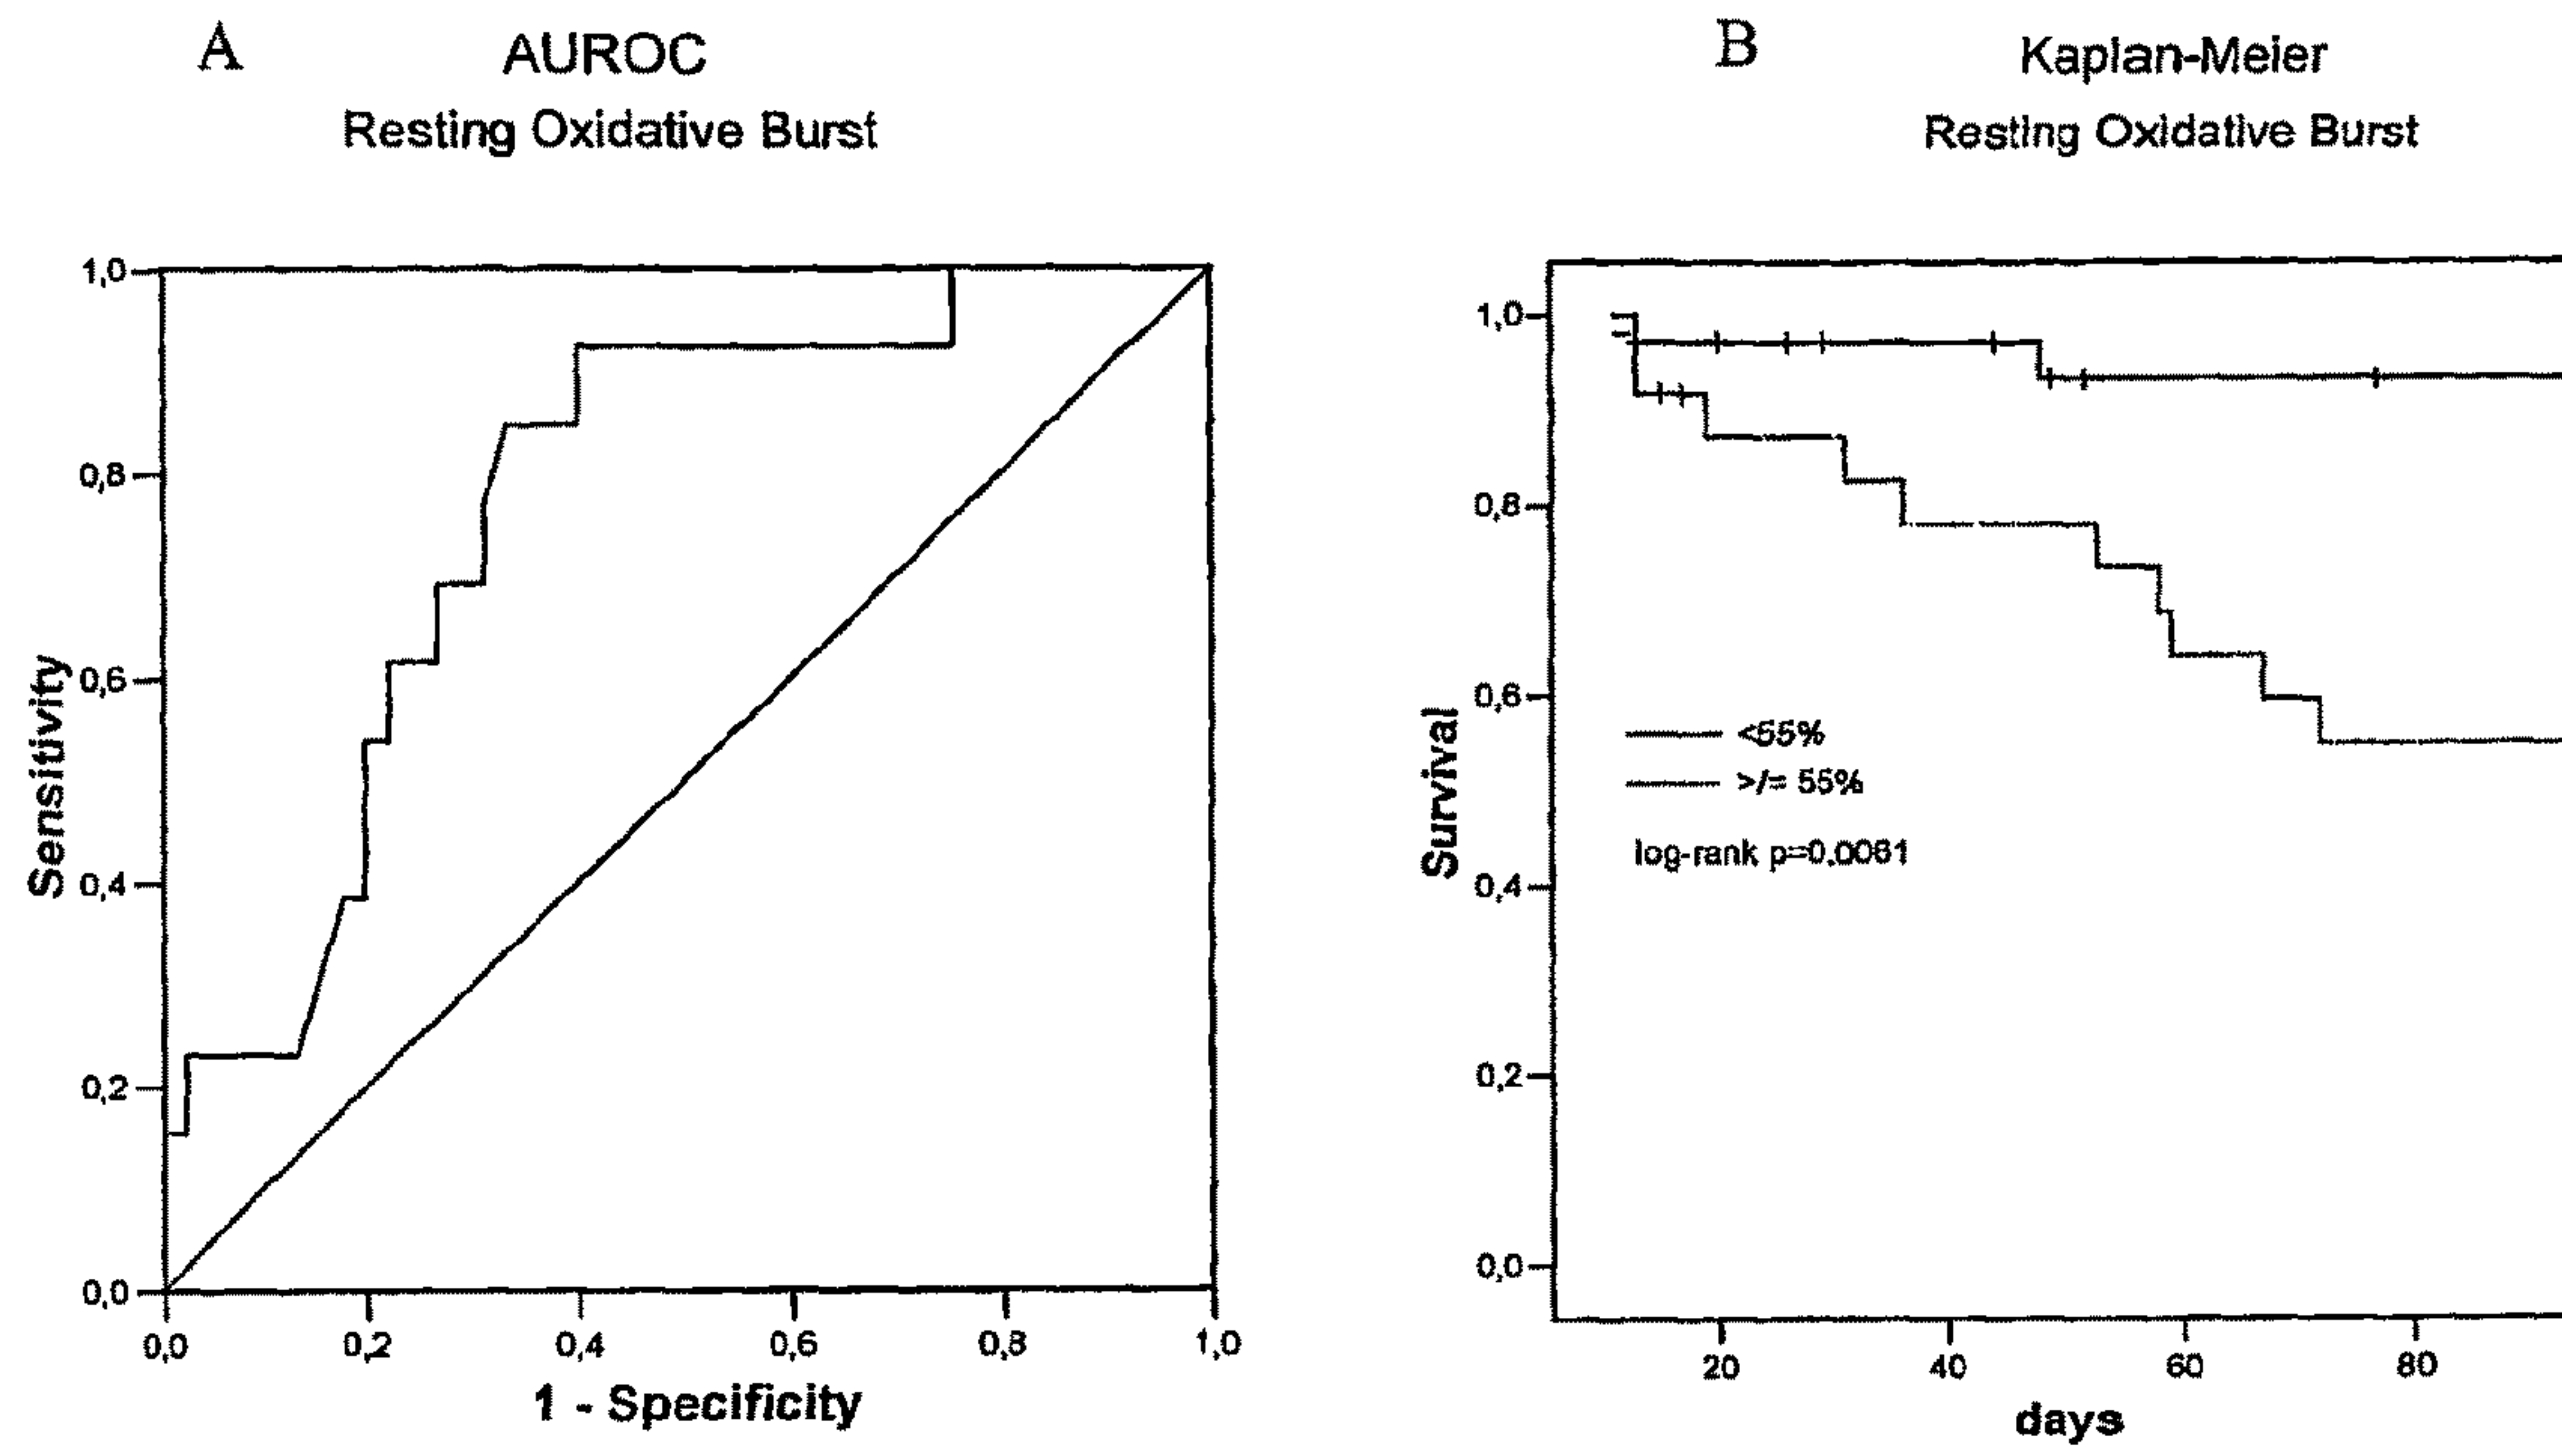 A
AUROC
Resting Oxidative Burst
1,0
0,8
0,6
0,4
0,2
0,0
Sensitivity
0,0 0,2 0,4 0,6 0,8 1,0
1 - Specificity
B
Kaplan-Meier
Resting Oxidative Burst
1,0
0,8
0,6
0,4
0,2
0,0
Survival
<55%
>/= 55%
log-rank p=0.0061
20 40 60 80
days